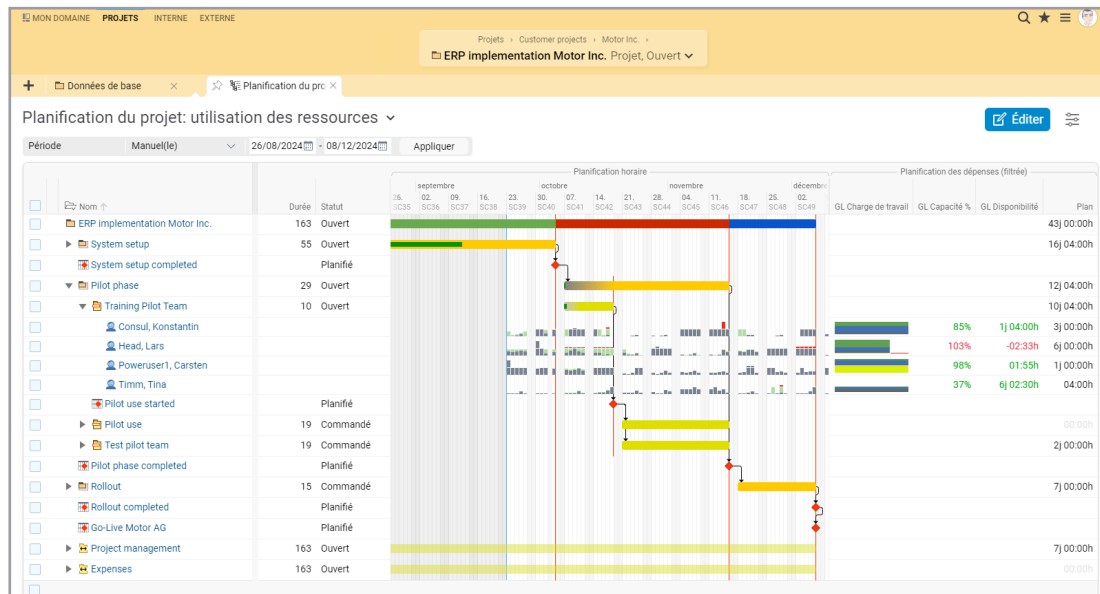 MON DOMAINE PROJETS INTERNE EXTERNE
Projets › Customer projects › Motor Inc. ›
ERP implementation Motor Inc. Projet, Ouvert
Données de base × Planification du pro ×
Planification du projet: utilisation des ressources
Éditer
Période Manuel(le) 26/08/2024 - 08/12/2024 Appliquer
Planification horaire Planification des dépenses (filtrée)
septembre octobre novembre décembre
26. 02. 09. 16. 23. 30. 07. 14. 21. 28. 04. 11. 18. 25. 02.
Nom Durée Statut SC35 SC36 SC37 SC38 SC39 SC40 SC41 SC42 SC43 SC44 SC45 SC46 SC47 SC48 SC49 GL Charge de travail GL Capacité % GL Disponibilité Plan
ERP implementation Motor Inc. 163 Ouvert 43j 00:00h
System setup 55 Ouvert 16j 04:00h
System setup completed Planifié
Pilot phase 29 Ouvert 12j 04:00h
Training Pilot Team 10 Ouvert 10j 04:00h
Consul, Konstantin 85% 1j 04:00h 3j 00:00h
Head, Lars 103% -02:33h 6j 00:00h
Poweruser1, Carsten 98% 01:55h 1j 00:00h
Timm, Tina 37% 6j 02:30h 04:00h
Pilot use started Planifié
Pilot use 19 Commandé 00:00h
Test pilot team 19 Commandé 2j 00:00h
Pilot phase completed Planifié
Rollout 15 Commandé 7j 00:00h
Rollout completed Planifié
Go-Live Motor AG Planifié
Project management 163 Ouvert 7j 00:00h
Expenses 163 Ouvert 00:00h